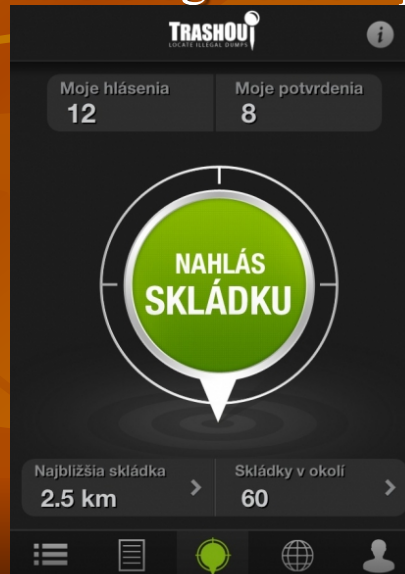 TRASHOUT
LOCATE ILLEGAL DUMPS
Moje hlásenia
12
Moje potvrdenia
8
NAHLÁS
SKLÁDKU
Najbližšia skládka
2.5 km
Skládky v okolí
60